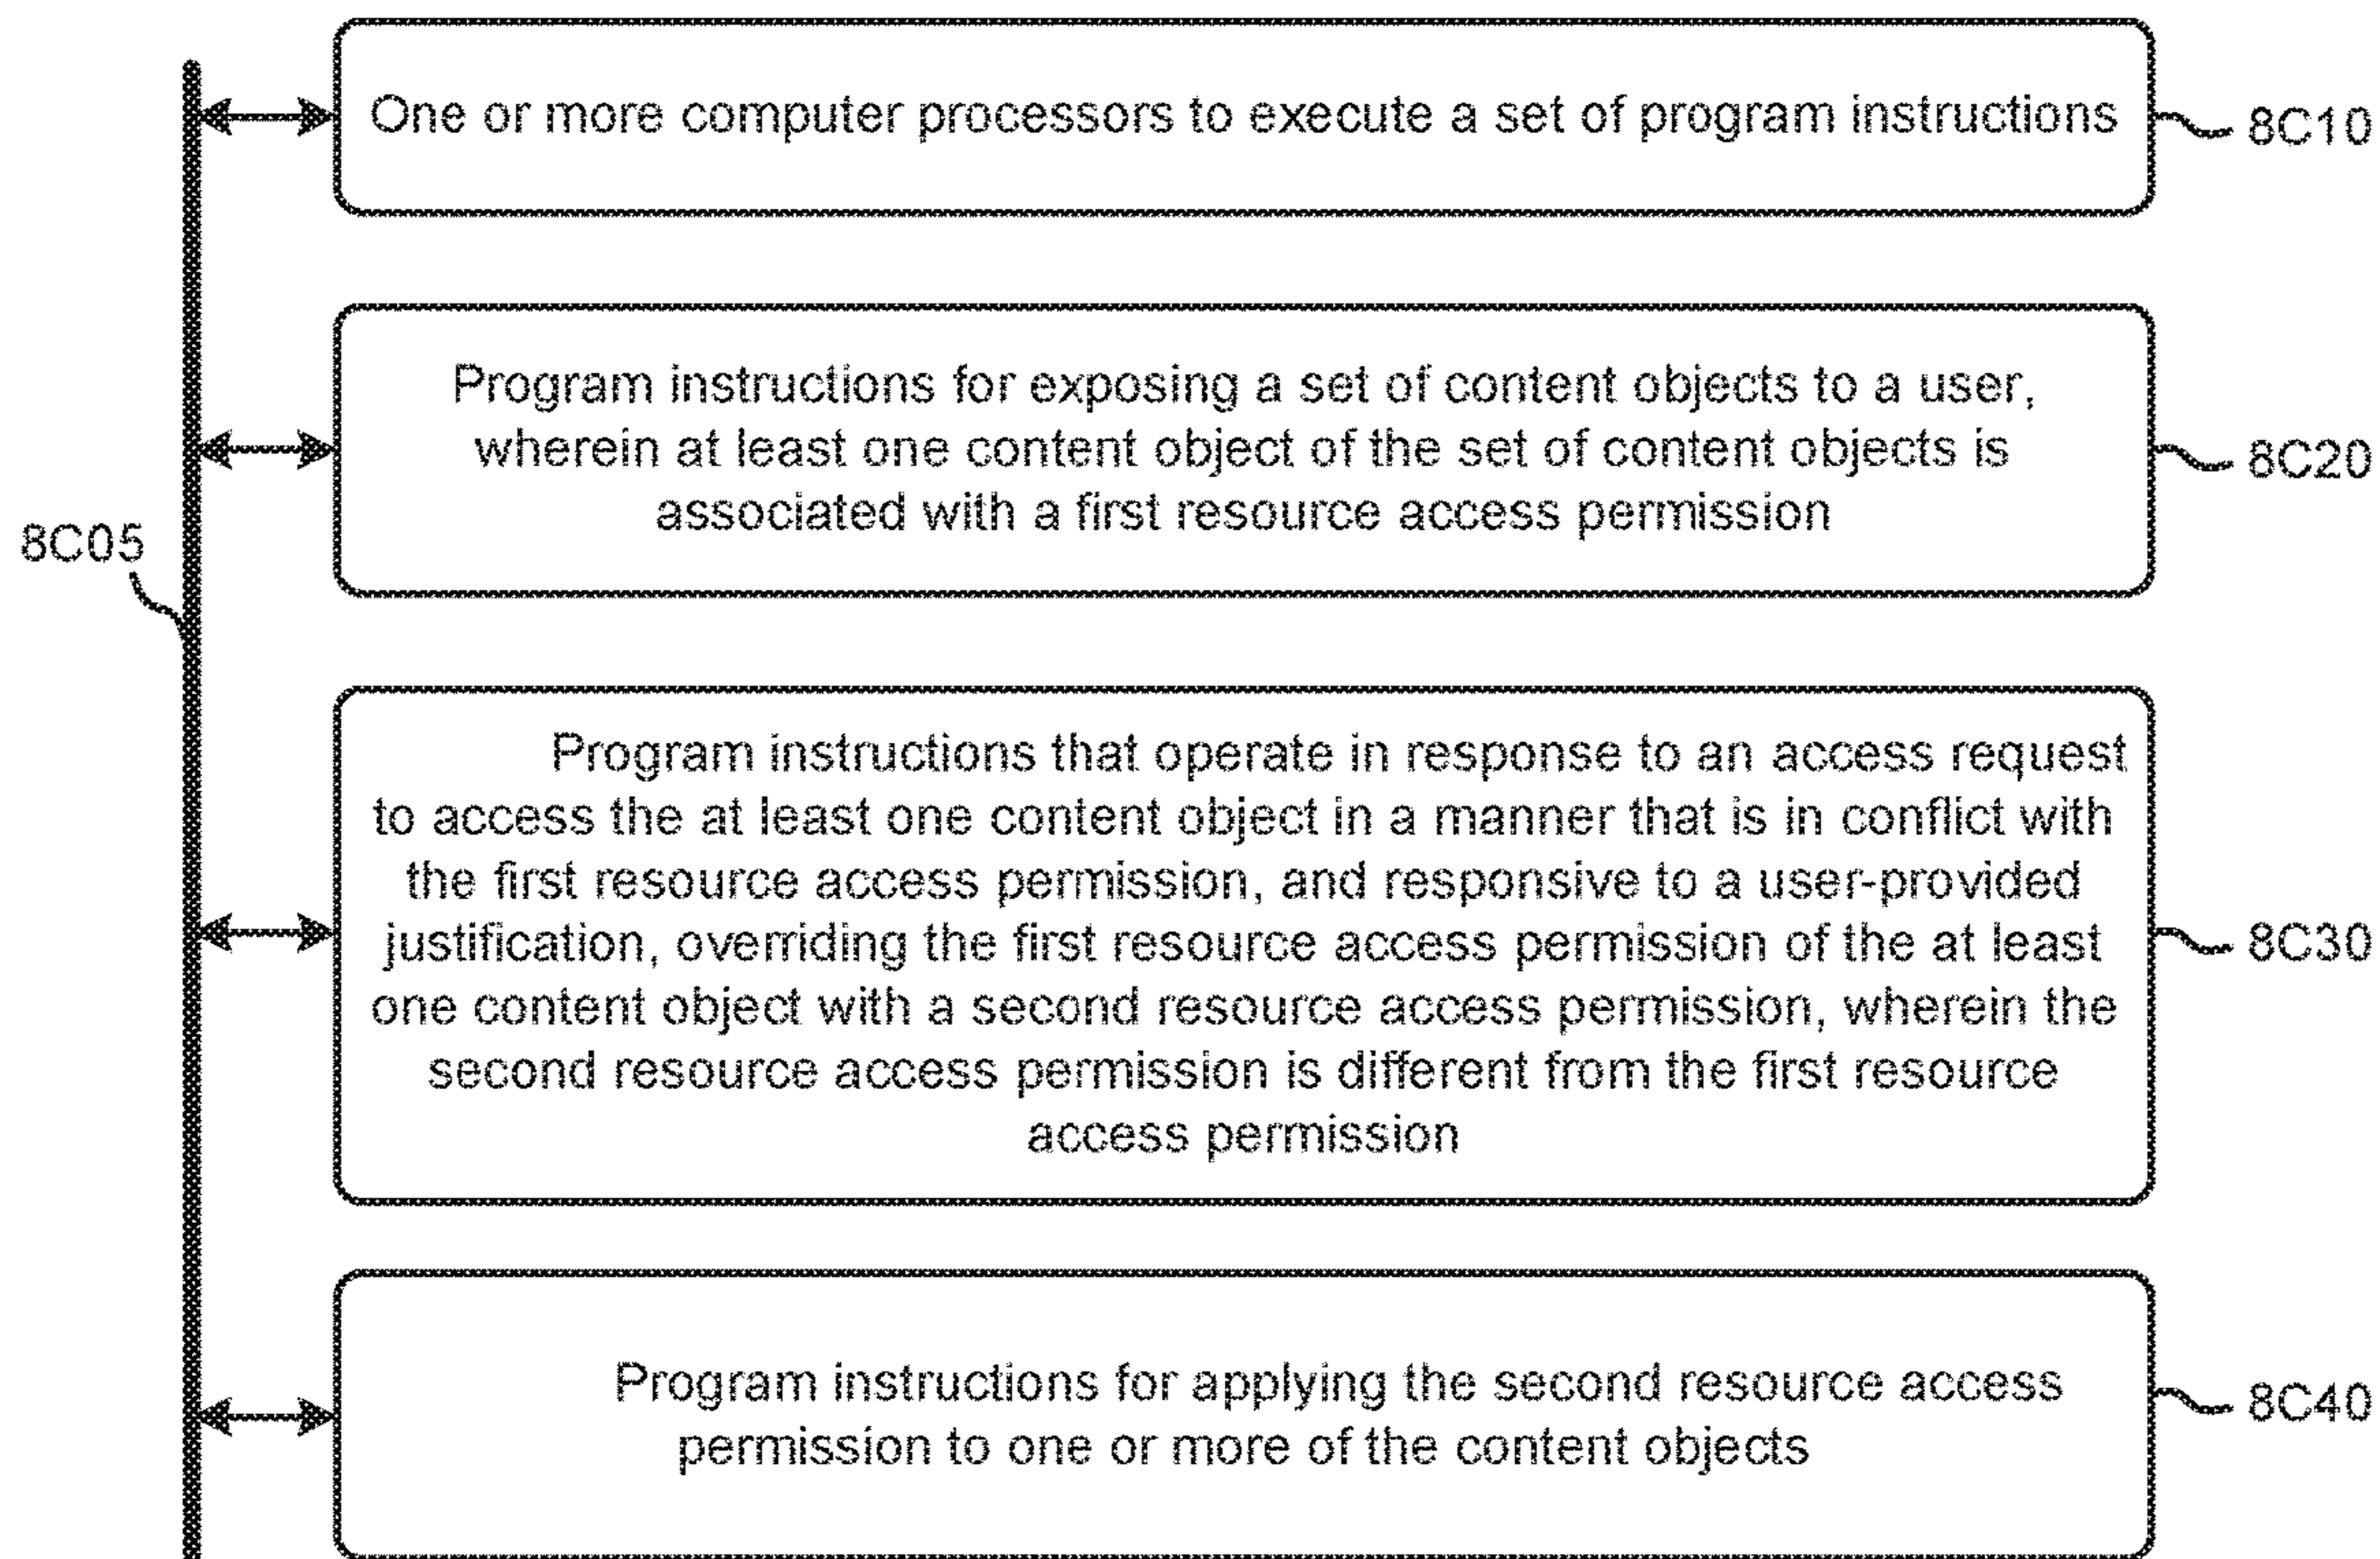 One or more computer processors to execute a set of program instructions
8C10
Program instructions for exposing a set of content objects to a user,
wherein at least one content object of the set of content objects is
associated with a first resource access permission
8C20
8C05
Program instructions that operate in response to an access request
to access the at least one content object in a manner that is in conflict with
the first resource access permission, and responsive to a user-provided
justification, overriding the first resource access permission of the at least
one content object with a second resource access permission, wherein the
second resource access permission is different from the first resource
access permission
8C30
Program instructions for applying the second resource access
permission to one or more of the content objects
8C40